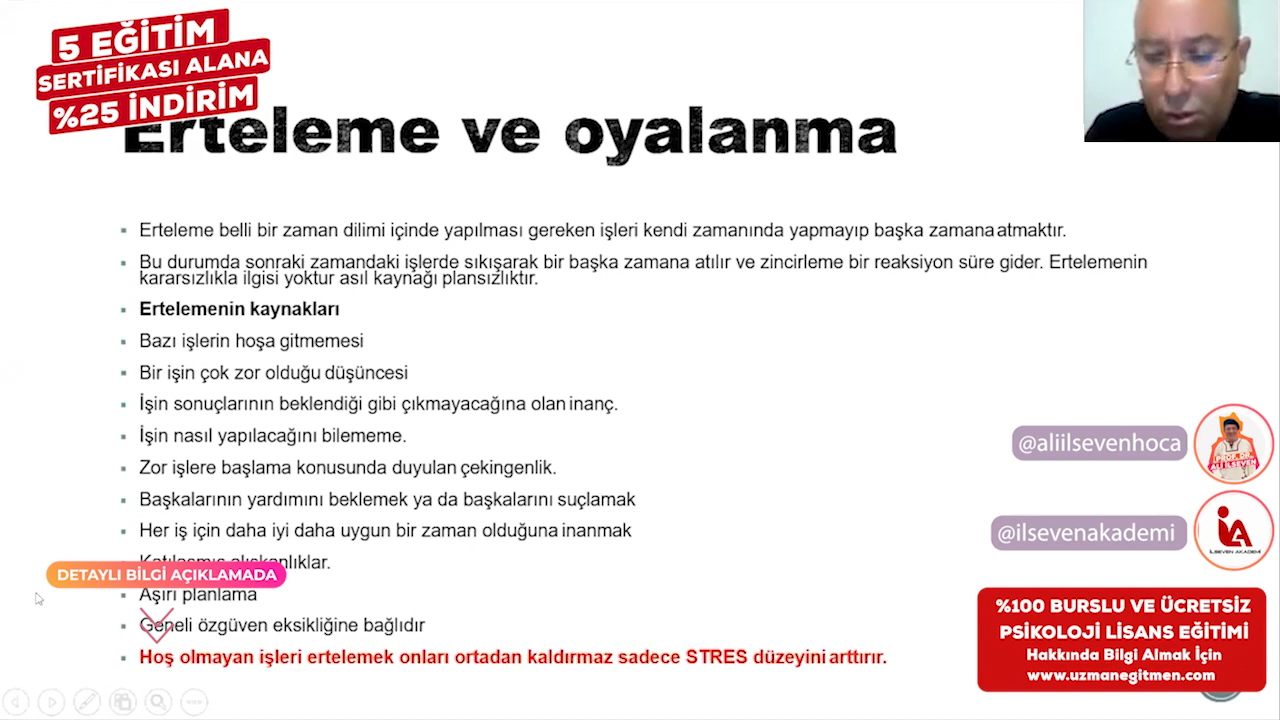 5 EĞİTİM
SERTİFİKASI ALANA
%25 İNDİRİM
Erteleme ve oyalanma
Erteleme belli bir zaman dilimi içinde yapılması gereken işleri kendi zamanında yapmayıp başka zamana atmaktır.
Bu durumda sonraki zamandaki işlerde sıkışarak bir başka zamana atılır ve zincirleme bir reaksiyon süre gider. Ertelemenin
kararsızlıkla ilgisi yoktur asıl kaynağı plansızlıktır.
Ertelemenin kaynakları
Bazı işlerin hoşa gitmemesi
Bir işin çok zor olduğu düşüncesi
İşin sonuçlarının beklendiği gibi çıkmayacağına olan inanç.
İşin nasıl yapılacağını bilememe.
Zor işlere başlama konusunda duyulan çekingenlik.
Başkalarının yardımını beklemek ya da başkalarını suçlamak
Her iş için daha iyi daha uygun bir zaman olduğuna inanmak
Katılaşmış alışkanlıklar.
DETAYLI BİLGİ AÇIKLAMADA
Aşırı planlama
Geneli özgüven eksikliğine bağlıdır
Hoş olmayan işleri ertelemek onları ortadan kaldırmaz sadece STRES düzeyini arttırır.
@aliilsevenhoca
PROF. DR.
ALİ İLSEVEN
@ilsevenakademi
İLSEVEN AKADEMİ
%100 BURSLU VE ÜCRETSİZ
PSİKOLOJİ LİSANS EĞİTİMİ
Hakkında Bilgi Almak İçin
www.uzmanegitmen.com